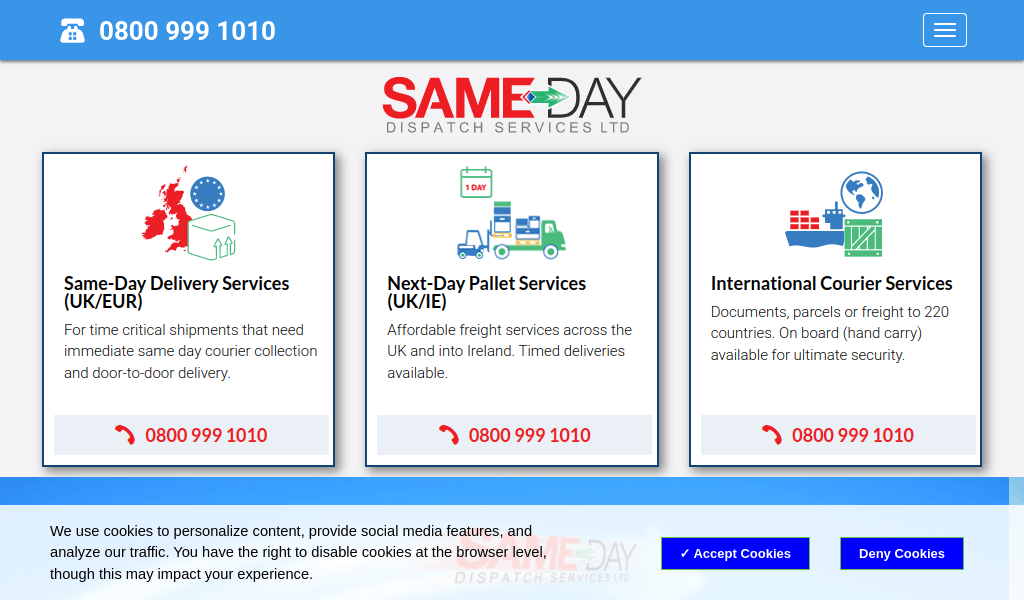 0800 999 1010
SAME DAY
DISPATCH SERVICES LTD
Same-Day Delivery Services
(UK/EUR)
For time critical shipments that need
immediate same day courier collection
and door-to-door delivery.
0800 999 1010
1 DAY
Next-Day Pallet Services
(UK/IE)
Affordable freight services across the
UK and into Ireland. Timed deliveries
available.
0800 999 1010
International Courier Services
Documents, parcels or freight to 220
countries. On board (hand carry)
available for ultimate security.
0800 999 1010
We use cookies to personalize content, provide social media features, and
analyze our traffic. You have the right to disable cookies at the browser level,
though this may impact your experience.
SAME DAY
DISPATCH SERVICES LTD
✓ Accept Cookies
Deny Cookies